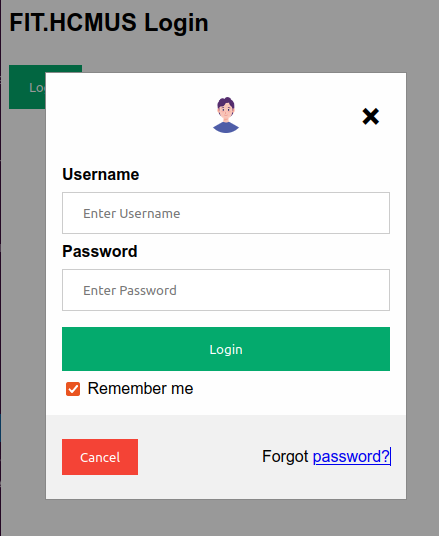 FIT.HCMUS Login
×
Username
Enter Username
Password
Enter Password
Login
Remember me
Cancel
Forgot password?